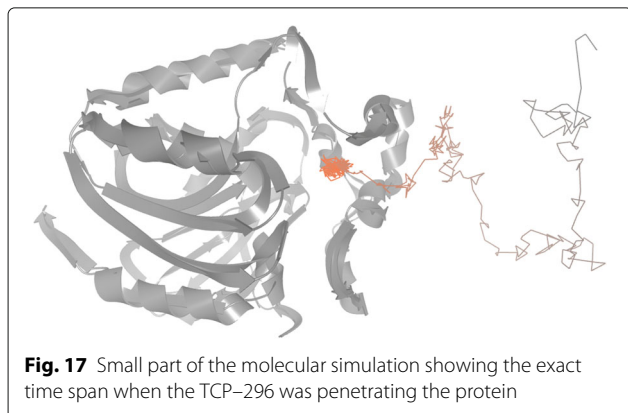 Fig. 17 Small part of the molecular simulation showing the exact
time span when the TCP–296 was penetrating the protein